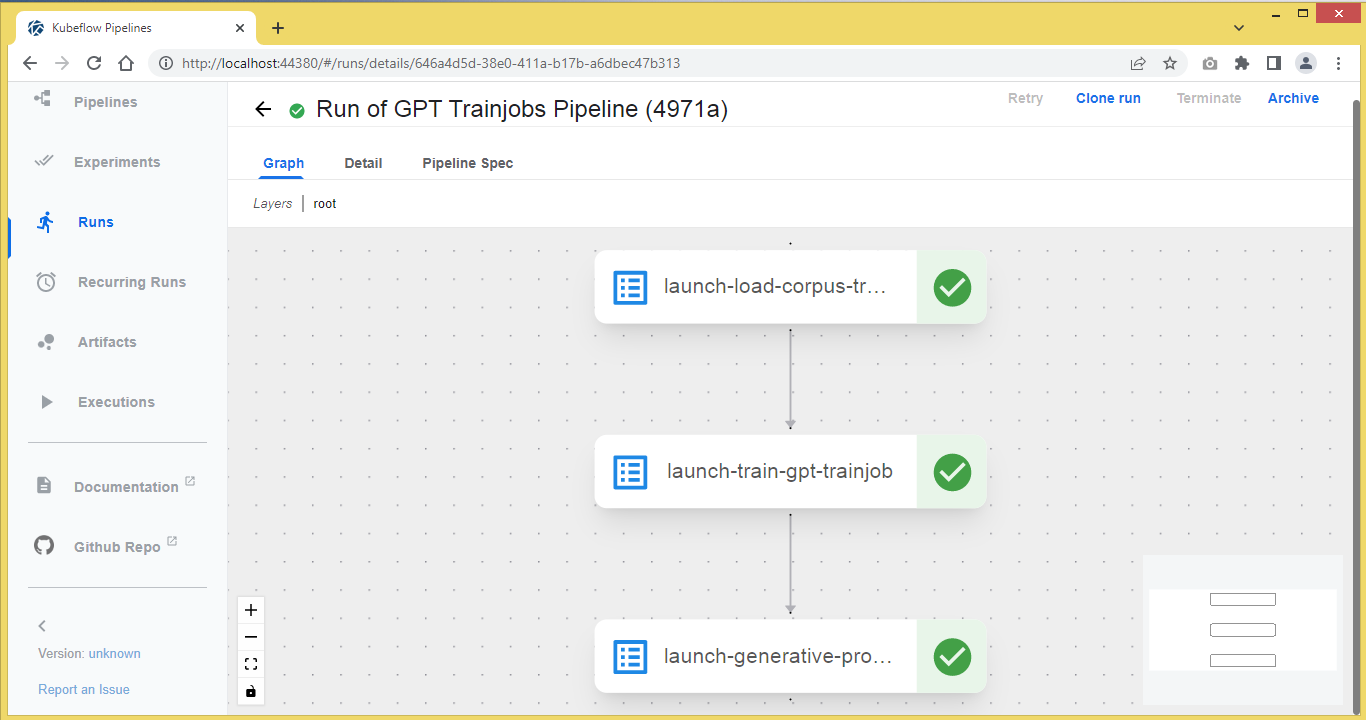 Kubeflow Pipelines
http://localhost:44380/#/runs/details/646a4d5d-38e0-411a-b17b-a6dbec47b313
Pipelines
Experiments
Runs
Recurring Runs
Artifacts
Executions
Documentation
Github Repo
Version: unknown
Report an Issue
Run of GPT Trainjobs Pipeline (4971a)
Retry Clone run Terminate Archive
Graph Detail Pipeline Spec
Layers root
launch-load-corpus-tr…
launch-train-gpt-trainjob
launch-generative-pro…